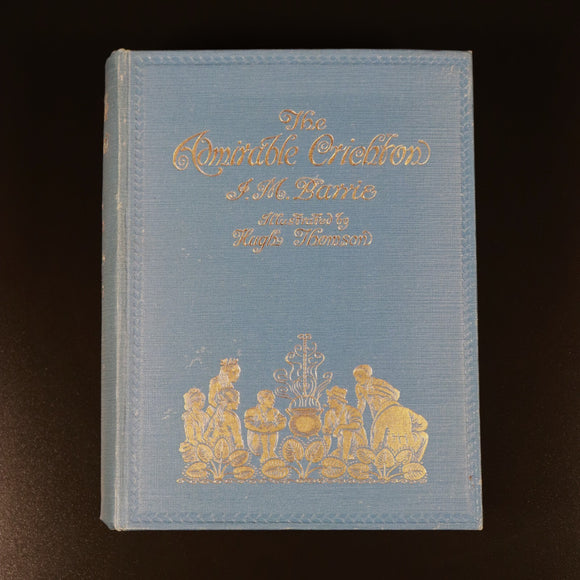 The
Admirable Crichton
J. M. Barrie
Illustrated by
Hugh Thomson